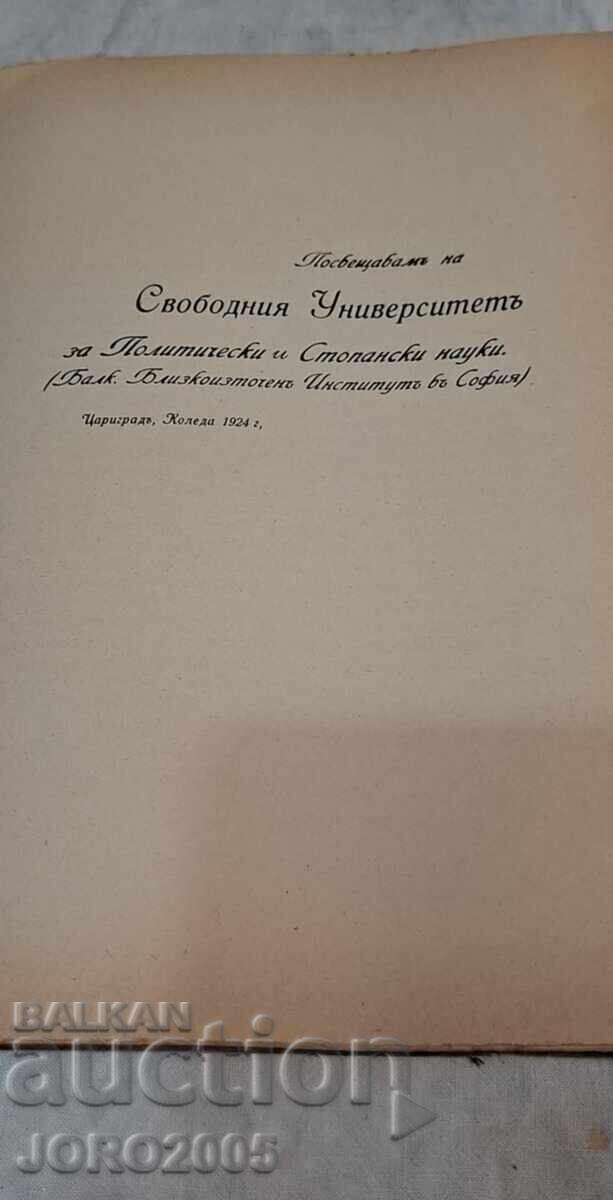 Посвещавамъ на
Свободния Университетъ
за Политически и Стопански науки.
(Балк. Близкоизточенъ Институтъ въ София).
Цариградъ, Коледа 1924 г,
BALKAN
auction
JORO2005